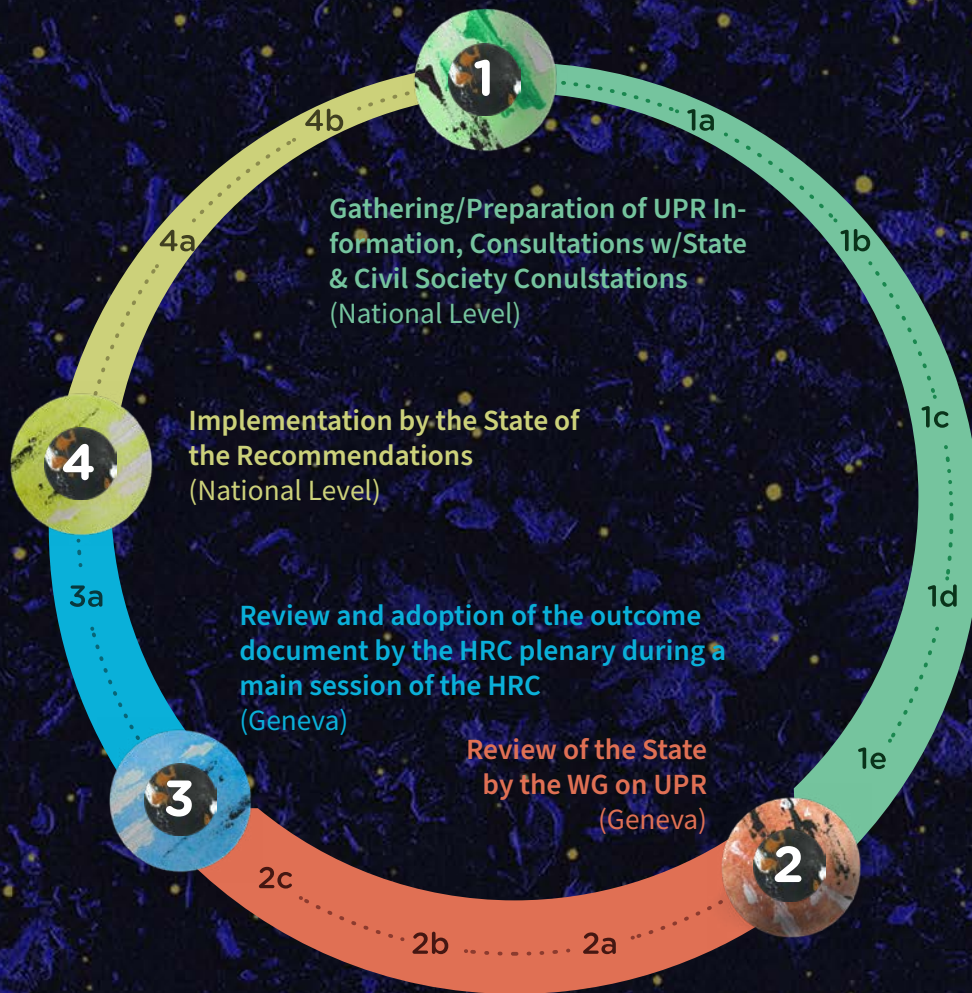 1
1a
1b
1c
1d
1e
Gathering/Preparation of UPR In-
formation, Consultations w/State
& Civil Society Conulstations
(National Level)
2
2a
2b
2c
Review of the State
by the WG on UPR
(Geneva)
3
3a
Review and adoption of the outcome
document by the HRC plenary during a
main session of the HRC
(Geneva)
4
4a
4b
Implementation by the State of
the Recommendations
(National Level)